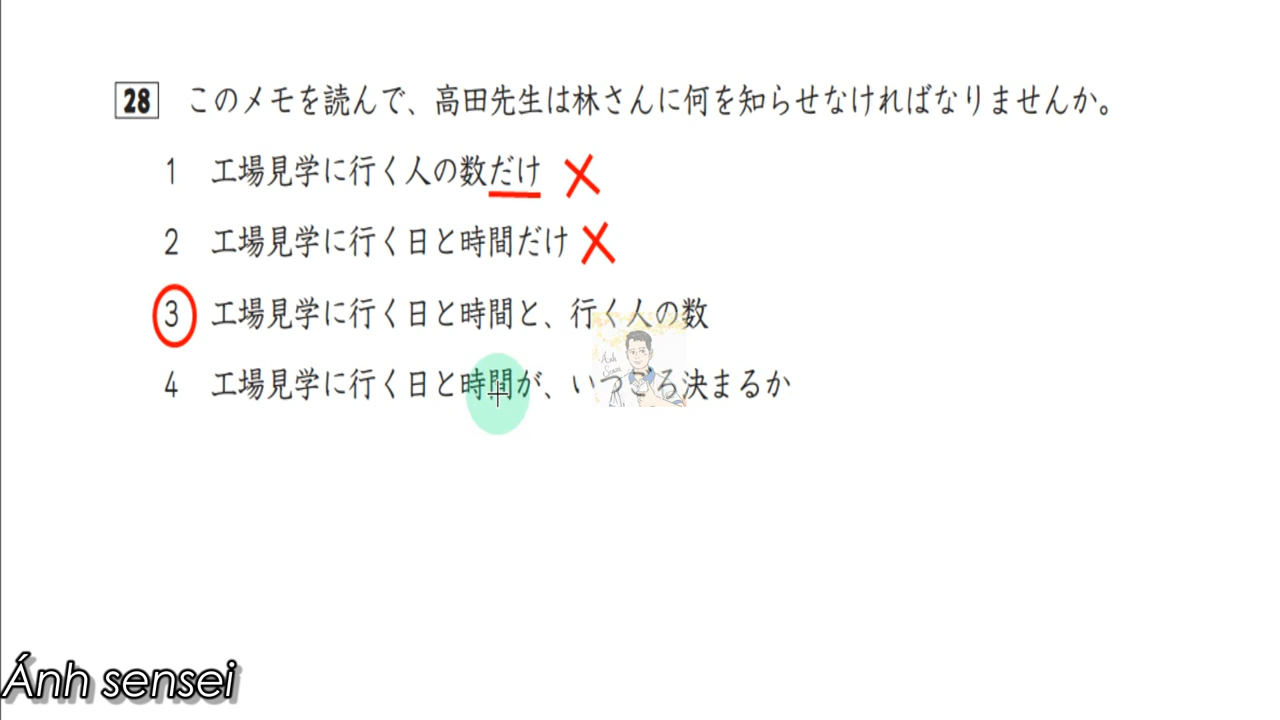 28 このメモを読んで、高田先生は林さんに何を知らせなければなりませんか。
1 工場見学に行く人の数だけ
2 工場見学に行く日と時間だけ
3 工場見学に行く日と時間と、行く人の数
4 工場見学に行く日と時間が、いつごろ決まるか
Ánh
Sensei
Ánh sensei